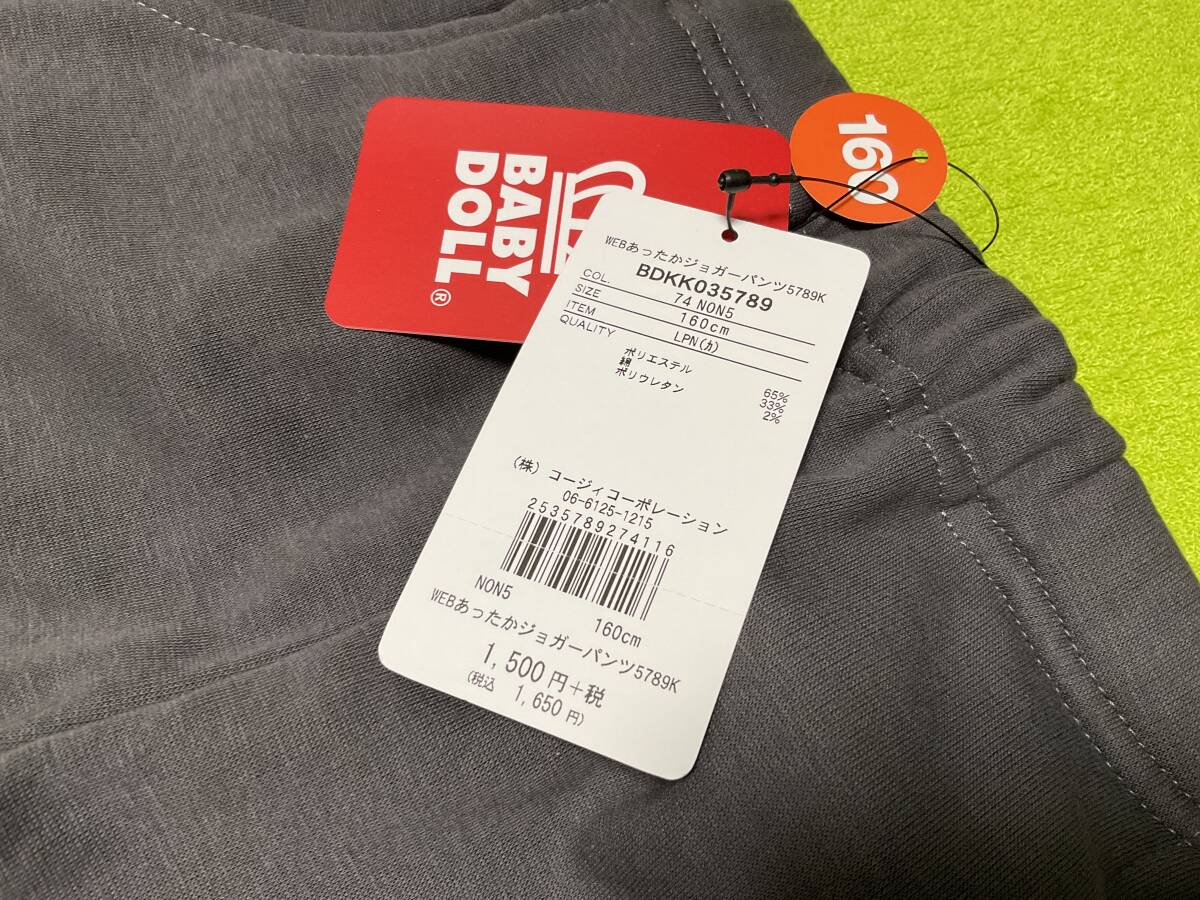 BABY
DOLL®
160
WEBあったかジョガーパンツ5789K
BDKK035789
COL. 74 NON5
SIZE 160cm
ITEM LPN(カ)
QUALITY
ポリエステル 65%
綿 33%
ポリウレタン 2%
(株) コージィコーポレーション
06-6125-1215
2535789274116
NON5 160cm
WEBあったかジョガーパンツ5789K
1,500円+税
(税込 1,650円)